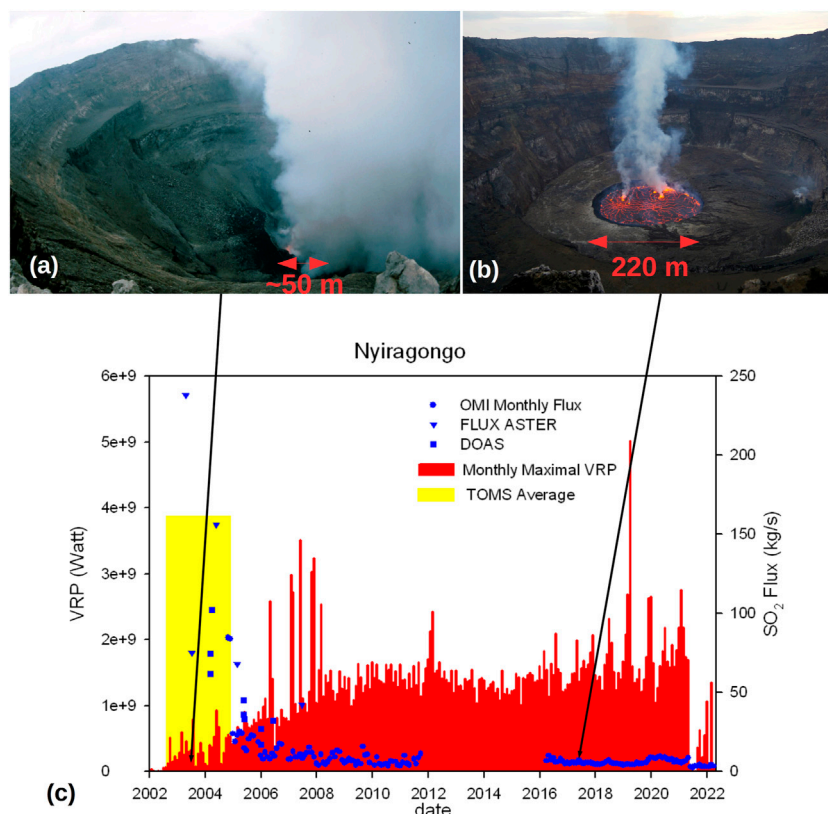 (a)
~50 m
(b)
220 m
Nyiragongo
6e+9
5e+9
4e+9
3e+9
2e+9
1e+9
0
VRP (Watt)
250
200
150
100
50
0
SO2 Flux (kg/s)
OMI Monthly Flux
FLUX ASTER
DOAS
Monthly Maximal VRP
TOMS Average
2002 2004 2006 2008 2010 2012 2014 2016 2018 2020 2022
date
(c)